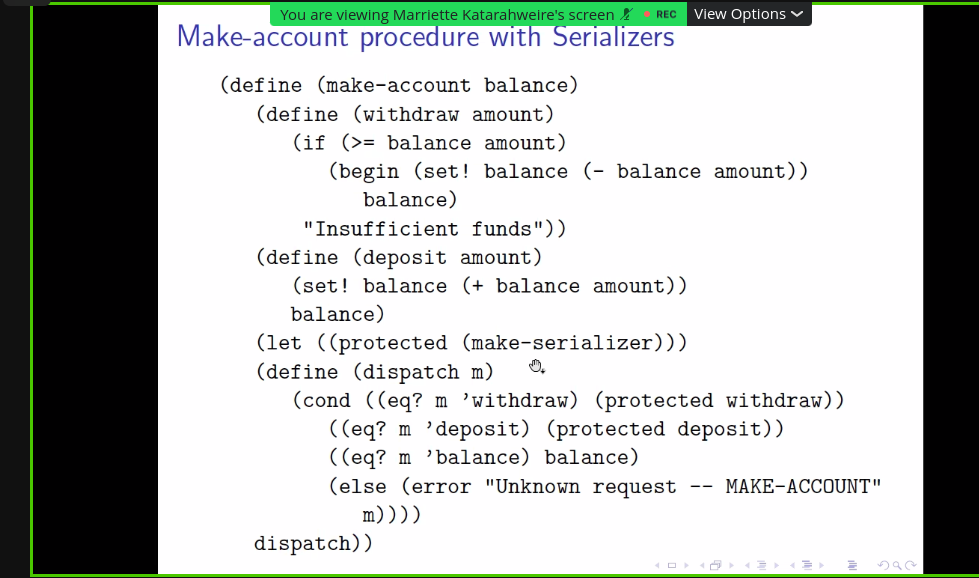 You are viewing Marriette Katarahweire's screen REC View Options
Make-account procedure with Serializers
(define (make-account balance)
(define (withdraw amount)
(if (>= balance amount)
(begin (set! balance (- balance amount))
balance)
"Insufficient funds"))
(define (deposit amount)
(set! balance (+ balance amount))
balance)
(let ((protected (make-serializer)))
(define (dispatch m)
(cond ((eq? m ’withdraw) (protected withdraw))
((eq? m ’deposit) (protected deposit))
((eq? m ’balance) balance)
(else (error "Unknown request -- MAKE-ACCOUNT"
m))))
dispatch))